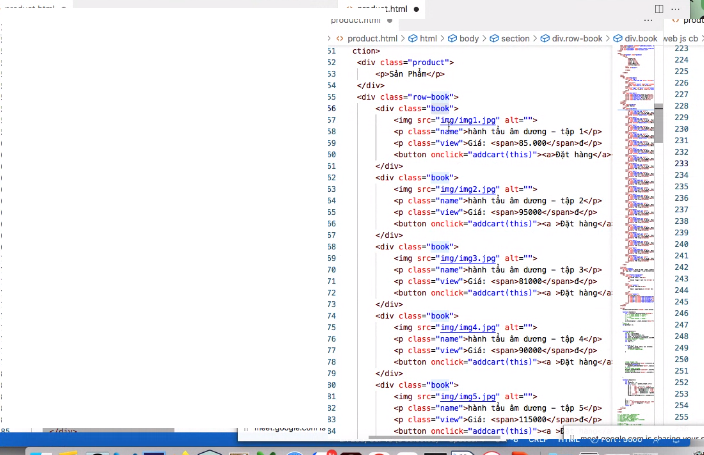 product.html
product.html
product.html
product.html > html > body > section > div.row-book > div.book
web js cb
51 ction>
52 <div class="product">
53 <p>Sản Phẩm</p>
54 </div>
55 <div class="row-book">
56 <div class="book">
57 <img src="img/img1.jpg" alt="">
58 <p class="name">hành tẩu âm dương - tập 1</p>
59 <p class="view">Giá: <span>85.000</span>đ</p>
60 <button onclick="addcart(this)"><a>Đặt hàng</a>
61 </div>
62 <div class="book">
63 <img src="img/img2.jpg" alt="">
64 <p class="name">hành tẩu âm dương - tập 2</p>
65 <p class="view">Giá: <span>95000</span>đ</p>
66 <button onclick="addcart(this)"><a >Đặt hàng</a>
67 </div>
68 <div class="book">
69 <img src="img/img3.jpg" alt="">
70 <p class="name">hành tẩu âm dương - tập 3</p>
71 <p class="view">Giá: <span>81000</span>đ</p>
72 <button onclick="addcart(this)"><a >Đặt hàng</a>
73 </div>
74 <div class="book">
75 <img src="img/img4.jpg" alt="">
76 <p class="name">hành tẩu âm dương - tập 4</p>
77 <p class="view">Giá: <span>90000</span>đ</p>
78 <button onclick="addcart(this)"><a >Đặt hàng</a>
79 </div>
80 <div class="book">
81 <img src="img/img5.jpg" alt="">
82 <p class="name">hành tẩu âm dương - tập 5</p>
83 <p class="view">Giá: <span>115000</span>đ</p>
84 <button onclick="addcart(this)"><a >Đ
223
224
225
226
227
228
229
230
231
232
233
234
235
236
237
238
239
240
241
242
243
244
245
246
247
248
249
250
251
252
253
254
255
85 </div>
meet.google.com is
meet.google.com is sharing your